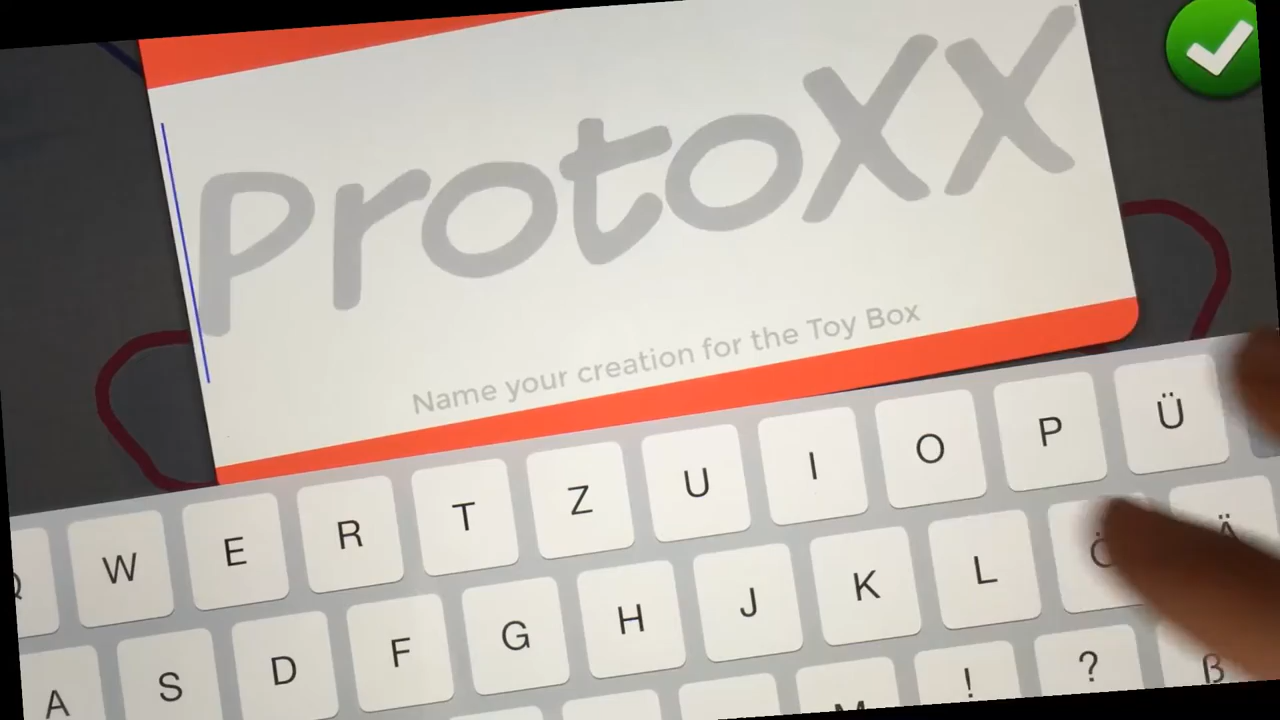 ProtoXX
Name your creation for the Toy Box
W E R T Z U I O P Ü
A S D F G H J K L Ö Ä
! ? ß